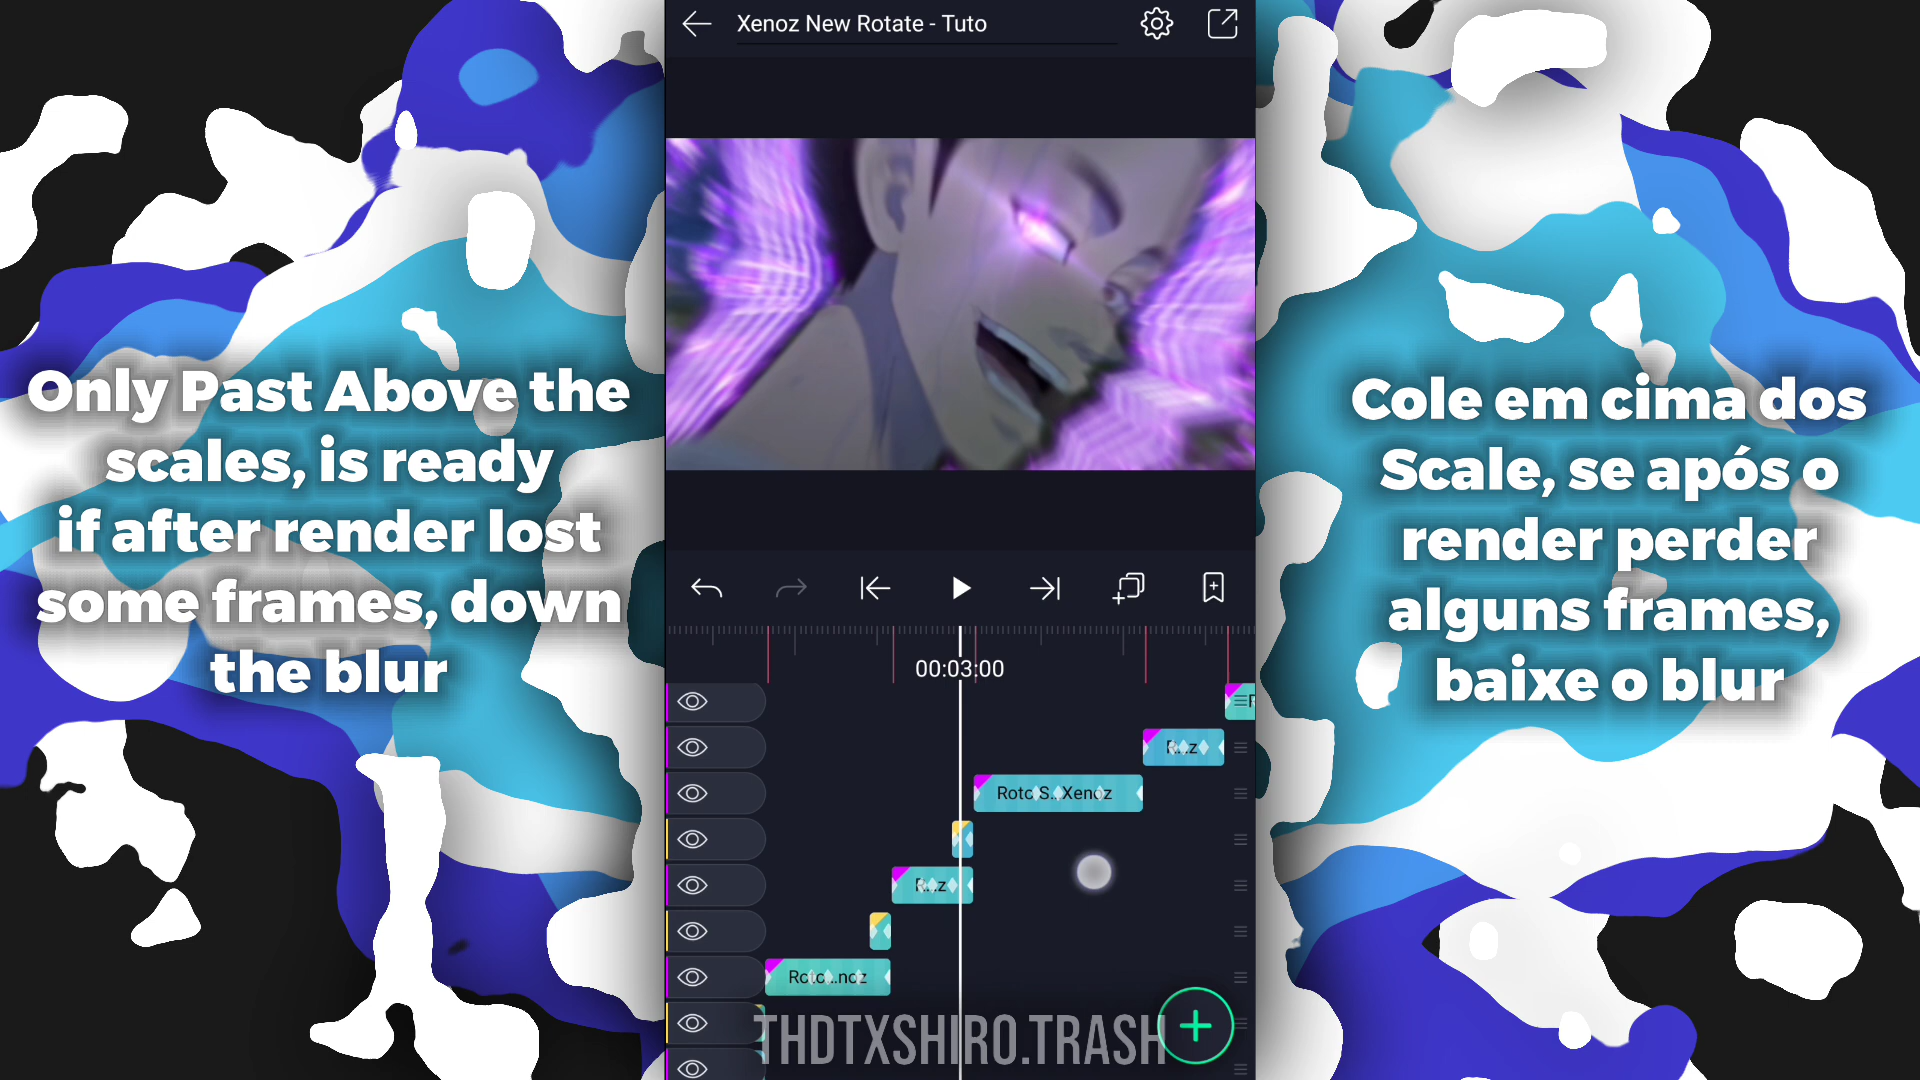 Xenoz New Rotate - Tuto
Only Past Above the
scales, is ready
if after render lost
some frames, down
the blur
Cole em cima dos
Scale, se após o
render perder
alguns frames,
baixe o blur
00:03:00
R...z
Roto S...Xenoz
R...z
Roto...noz
THDTXSHIRO.TRASH